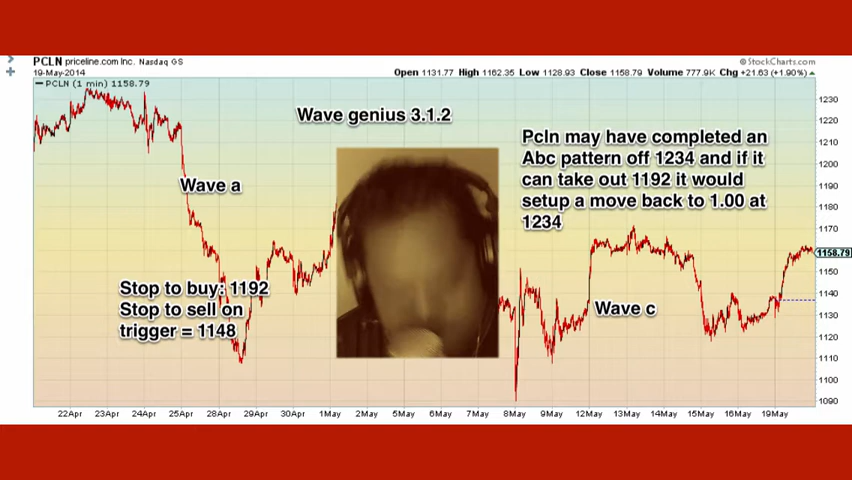 PCLN priceline.com Inc. Nasdaq GS
© StockCharts.com
19-May-2014
Open 1131.77 High 1162.35 Low 1128.93 Close 1158.79 Volume 777.9K Chg +21.63 (+1.90%)
PCLN (1 min) 1158.79
Wave genius 3.1.2
Pcln may have completed an
Abc pattern off 1234 and if it
can take out 1192 it would
setup a move back to 1.00 at
1234
Wave a
Stop to buy: 1192
Stop to sell on
trigger = 1148
Wave c
1230
1220
1210
1200
1190
1180
1170
1158.79
1150
1140
1130
1120
1110
1100
1090
22Apr 23Apr 24Apr 25Apr 28Apr 29Apr 30Apr 1May 2May 5May 6May 7May 8May 9May 12May 13May 14May 15May 16May 19May